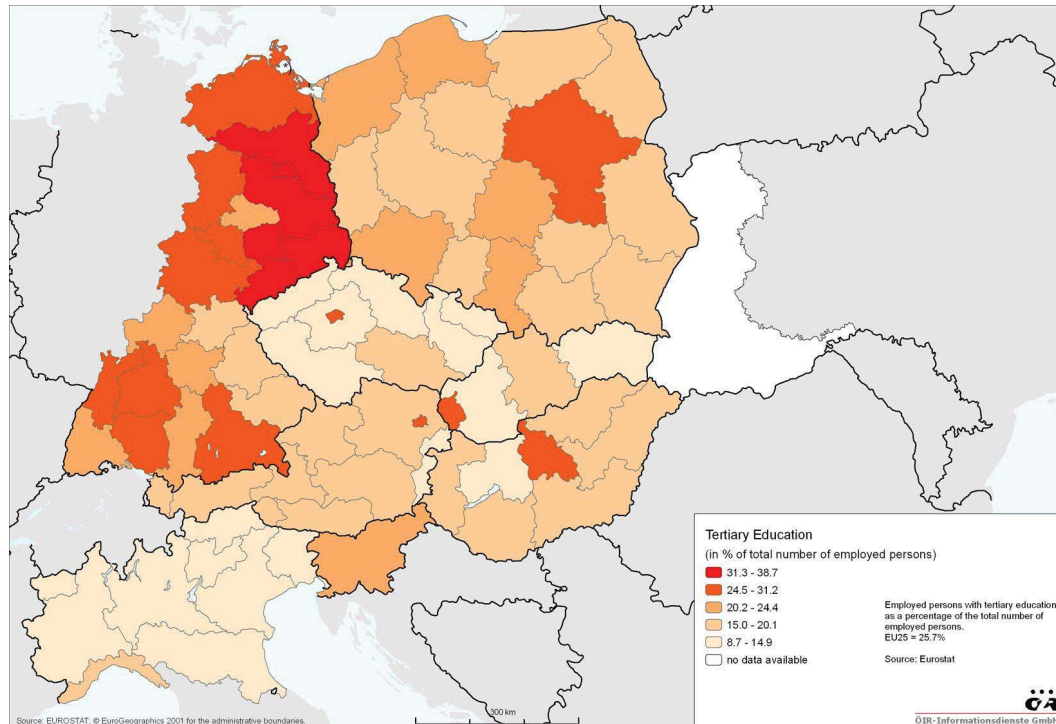 Tertiary Education
(in % of total number of employed persons)
31.3 - 38.7
24.5 - 31.2
20.2 - 24.4
15.0 - 20.1
8.7 - 14.9
no data available
Employed persons with tertiary education
as a percentage of the total number of
employed persons.
EU25 = 25.7%
Source: Eurostat
300 km
Source: EUROSTAT; © EuroGeographics 2001 for the administrative boundaries.
ÖIR-Informationsdienste GmbH